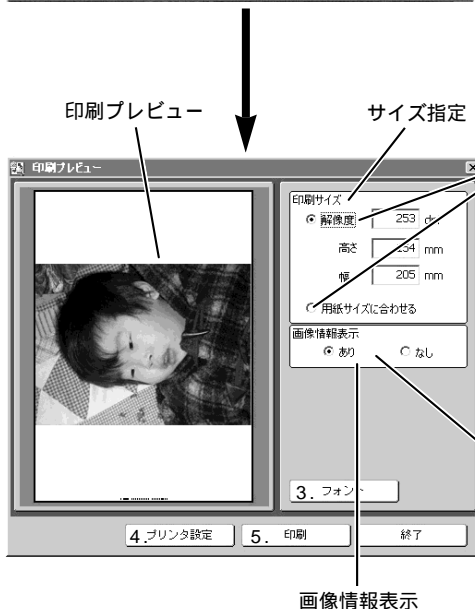 印刷プレビュー
サイズ指定
印刷プレビュー
印刷サイズ
解像度 253
高さ mm
幅 205 mm
用紙サイズに合わせる
画像情報表示
あり なし
3. フォント
4.プリンタ設定 5. 印刷 終了
画像情報表示